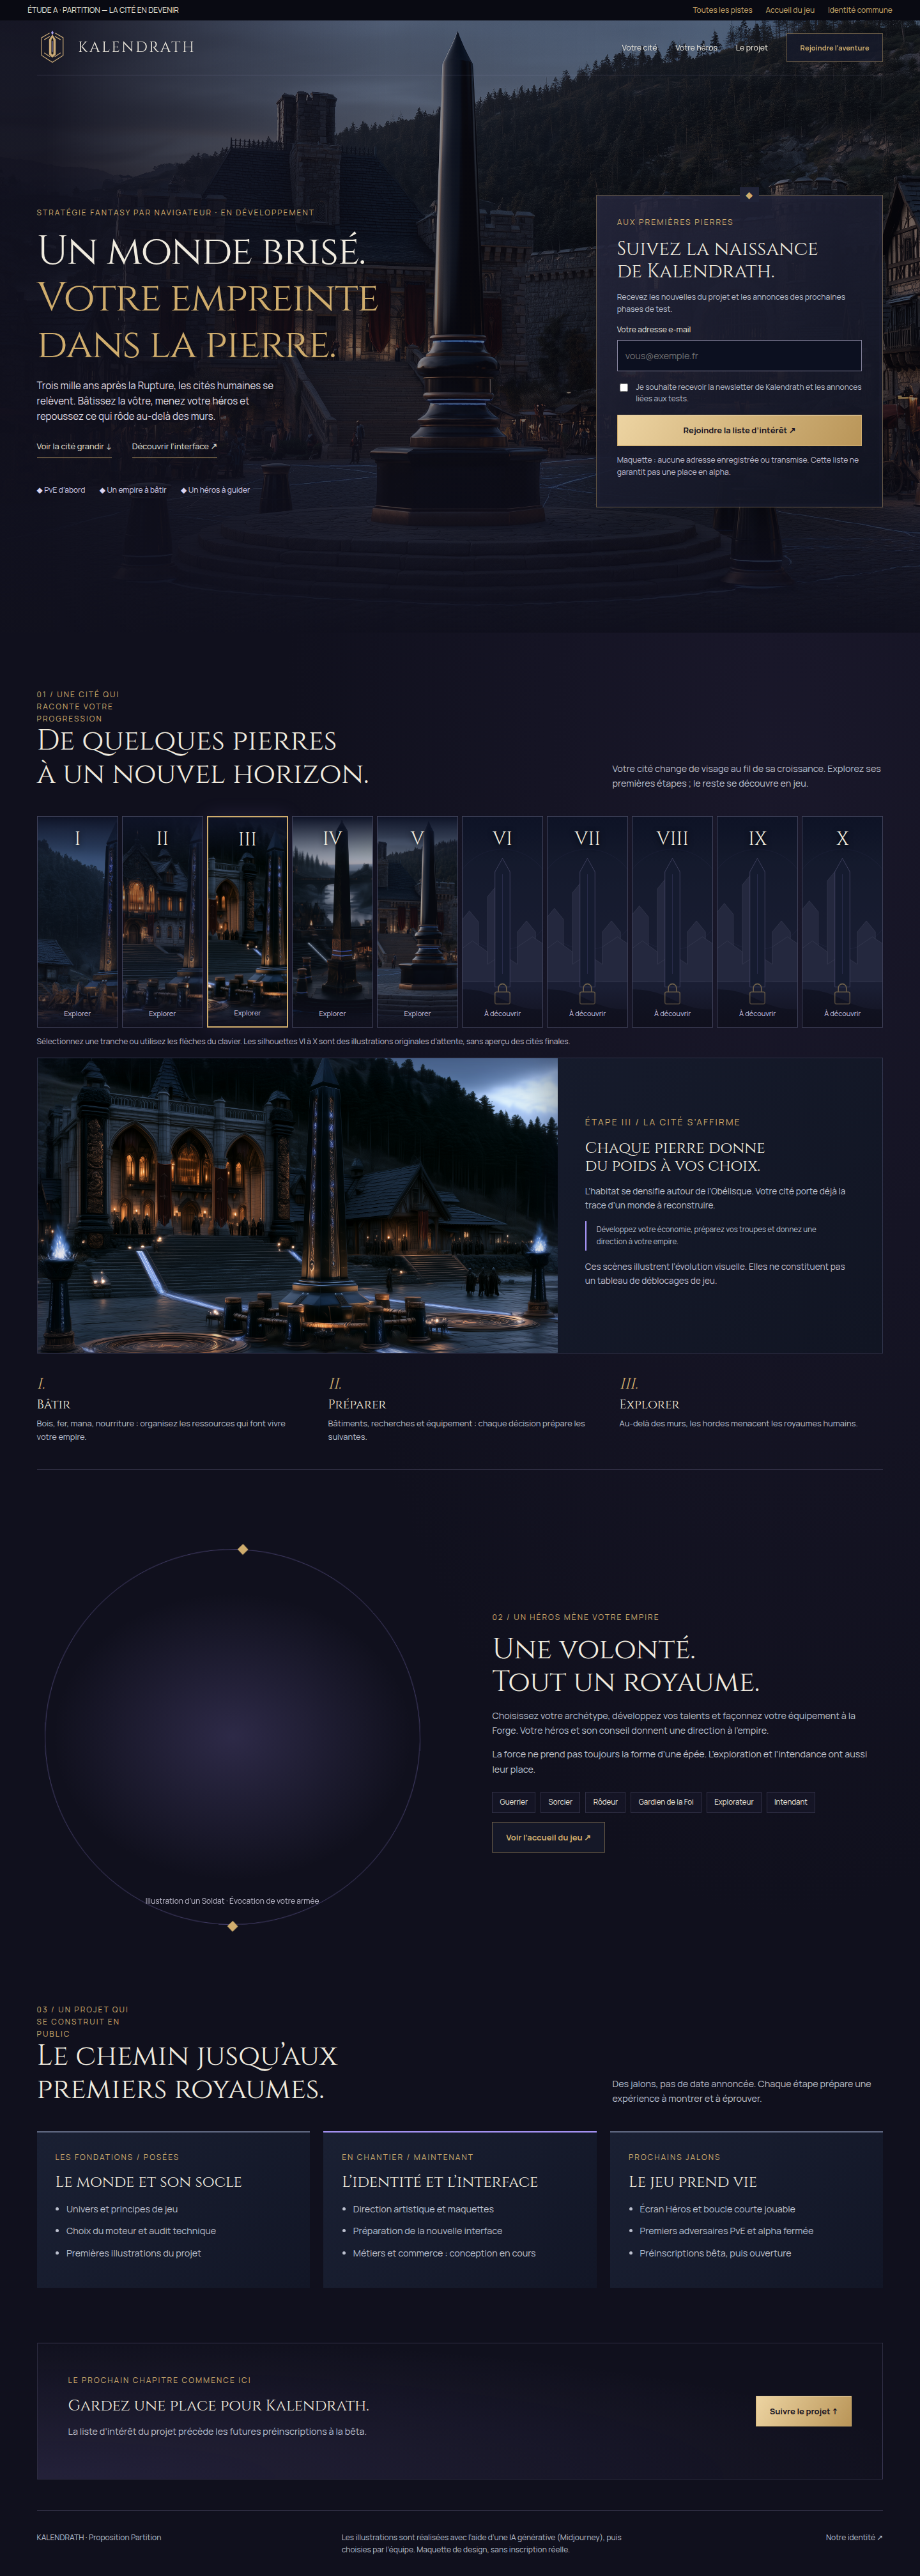 ÉTUDE A · PARTITION — LA CITÉ EN DEVENIR
Toutes les pistes Accueil du jeu Identité commune
KALENDRATH
Votre cité Votre héros Le projet Rejoindre l'aventure
STRATÉGIE FANTASY PAR NAVIGATEUR · EN DÉVELOPPEMENT
Un monde brisé.
Votre empreinte
dans la pierre.
Trois mille ans après la Rupture, les cités humaines se
relèvent. Bâtissez la vôtre, menez votre héros et
repoussez ce qui rôde au-delà des murs.
Voir la cité grandir ↓ Découvrir l'interface ↗
◆ PvE d'abord ◆ Un empire à bâtir ◆ Un héros à guider
AUX PREMIÈRES PIERRES
Suivez la naissance
de Kalendrath.
Recevez les nouvelles du projet et les annonces des prochaines
phases de test.
Votre adresse e-mail
vous@exemple.fr
Je souhaite recevoir la newsletter de Kalendrath et les annonces
liées aux tests.
Rejoindre la liste d'intérêt ↗
Maquette : aucune adresse enregistrée ou transmise. Cette liste ne
garantit pas une place en alpha.
01 / UNE CITÉ QUI
RACONTE VOTRE
PROGRESSION
De quelques pierres
à un nouvel horizon.
Votre cité change de visage au fil de sa croissance. Explorez ses
premières étapes ; le reste se découvre en jeu.
I II III IV V VI VII VIII IX X
Explorer Explorer Explorer Explorer Explorer À découvrir À découvrir À découvrir À découvrir À découvrir
Sélectionnez une tranche ou utilisez les flèches du clavier. Les silhouettes VI à X sont des illustrations originales d'attente, sans aperçu des cités finales.
ÉTAPE III / LA CITÉ S'AFFIRME
Chaque pierre donne
du poids à vos choix.
L'habitat se densifie autour de l'Obélisque. Votre cité porte déjà la
trace d'un monde à reconstruire.
Développez votre économie, préparez vos troupes et donnez une
direction à votre empire.
Ces scènes illustrent l'évolution visuelle. Elles ne constituent pas
un tableau de déblocages de jeu.
I.
Bâtir
Bois, fer, mana, nourriture : organisez les ressources qui font vivre
votre empire.
II.
Préparer
Bâtiments, recherches et équipement : chaque décision prépare les
suivantes.
III.
Explorer
Au-delà des murs, les hordes menacent les royaumes humains.
Illustration d'un Soldat · Évocation de votre armée
02 / UN HÉROS MÈNE VOTRE EMPIRE
Une volonté.
Tout un royaume.
Choisissez votre archétype, développez vos talents et façonnez votre équipement à la
Forge. Votre héros et son conseil donnent une direction à l'empire.
La force ne prend pas toujours la forme d'une épée. L'exploration et l'intendance ont aussi
leur place.
Guerrier Sorcier Rôdeur Gardien de la Foi Explorateur Intendant
Voir l'accueil du jeu ↗
03 / UN PROJET QUI
SE CONSTRUIT EN
PUBLIC
Le chemin jusqu'aux
premiers royaumes.
Des jalons, pas de date annoncée. Chaque étape prépare une
expérience à montrer et à éprouver.
LES FONDATIONS / POSÉES
Le monde et son socle
• Univers et principes de jeu
• Choix du moteur et audit technique
• Premières illustrations du projet
EN CHANTIER / MAINTENANT
L'identité et l'interface
• Direction artistique et maquettes
• Préparation de la nouvelle interface
• Métiers et commerce : conception en cours
PROCHAINS JALONS
Le jeu prend vie
• Écran Héros et boucle courte jouable
• Premiers adversaires PvE et alpha fermée
• Préinscriptions bêta, puis ouverture
LE PROCHAIN CHAPITRE COMMENCE ICI
Gardez une place pour Kalendrath.
La liste d'intérêt du projet précède les futures préinscriptions à la bêta.
Suivre le projet ↑
KALENDRATH · Proposition Partition
Les illustrations sont réalisées avec l'aide d'une IA générative (Midjourney), puis
choisies par l'équipe. Maquette de design, sans inscription réelle.
Notre identité ↗